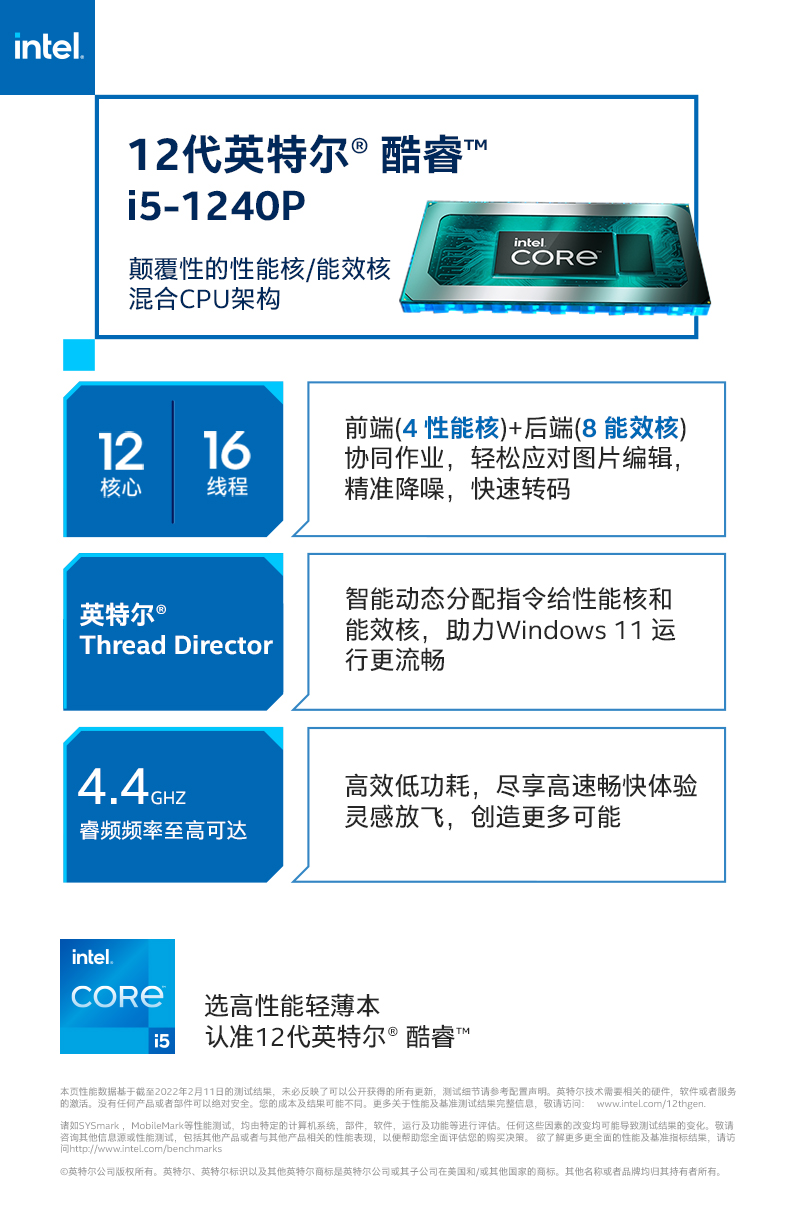 intel.
12代英特尔® 酷睿™
i5-1240P
颠覆性的性能核/能效核
混合CPU架构
intel.
CORe™
12
核心
16
线程
前端(4 性能核)+后端(8 能效核)
协同作业，轻松应对图片编辑，
精准降噪，快速转码
英特尔®
Thread Director
智能动态分配指令给性能核和
能效核，助力Windows 11 运
行更流畅
4.4GHZ
睿频频率至高可达
高效低功耗，尽享高速畅快体验
灵感放飞，创造更多可能
intel.
CORe™
i5
选高性能轻薄本
认准12代英特尔® 酷睿™
本页性能数据基于截至2022年2月11日的测试结果，未必反映了可以公开获得的所有更新，测试细节请参考配置声明。英特尔技术需要相关的硬件，软件或者服务
的激活。没有任何产品或者部件可以绝对安全。您的成本及结果可能不同。更多关于性能及基准测试结果完整信息，敬请访问： www.intel.com/12thgen.
诸如SYSmark ，MobileMark等性能测试，均由特定的计算机系统，部件，软件，运行及功能等进行评估。任何这些因素的改变均可能导致测试结果的变化。敬请
咨询其他信息源或性能测试，包括其他产品或者与其他产品相关的性能表现，以便帮助您全面评估您的购买决策。 欲了解更多更全面的性能及基准指标结果，请访
问http://www.intel.com/benchmarks
©英特尔公司版权所有。英特尔、英特尔标识以及其他英特尔商标是英特尔公司或其子公司在美国和/或其他国家的商标。其他名称或者品牌均归其持有者所有。